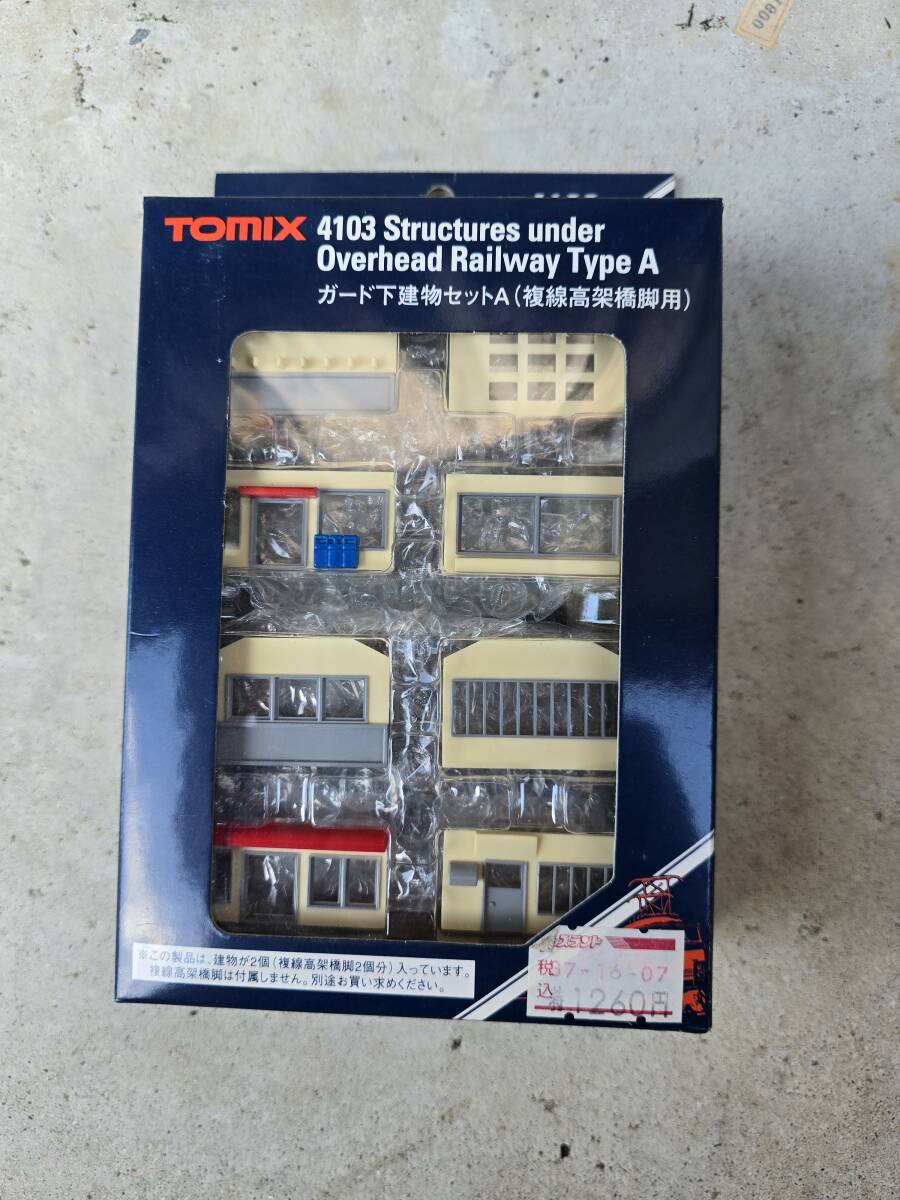 TOMIX
4103 Structures under
Overhead Railway Type A
ガード下建物セットA(複線高架橋脚用)
※この製品は、建物が2個(複線高架橋脚2個分)入っています。
複線高架橋脚は付属しません。別途お買い求めください。
税込
37-16-07
1260円